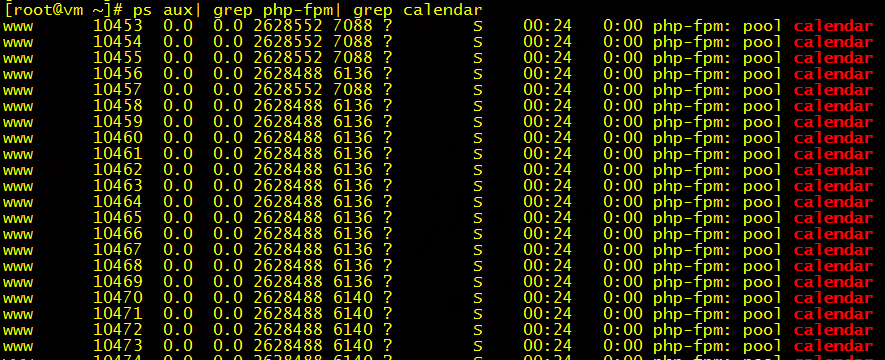 [root@vm ~]# ps aux| grep php-fpm| grep calendar
www 10453 0.0 0.0 2628552 7088 ? S 00:24 0:00 php-fpm: pool calendar
www 10454 0.0 0.0 2628552 7088 ? S 00:24 0:00 php-fpm: pool calendar
www 10455 0.0 0.0 2628552 7088 ? S 00:24 0:00 php-fpm: pool calendar
www 10456 0.0 0.0 2628488 6136 ? S 00:24 0:00 php-fpm: pool calendar
www 10457 0.0 0.0 2628552 7088 ? S 00:24 0:00 php-fpm: pool calendar
www 10458 0.0 0.0 2628488 6136 ? S 00:24 0:00 php-fpm: pool calendar
www 10459 0.0 0.0 2628488 6136 ? S 00:24 0:00 php-fpm: pool calendar
www 10460 0.0 0.0 2628488 6136 ? S 00:24 0:00 php-fpm: pool calendar
www 10461 0.0 0.0 2628488 6136 ? S 00:24 0:00 php-fpm: pool calendar
www 10462 0.0 0.0 2628488 6136 ? S 00:24 0:00 php-fpm: pool calendar
www 10463 0.0 0.0 2628488 6136 ? S 00:24 0:00 php-fpm: pool calendar
www 10464 0.0 0.0 2628488 6136 ? S 00:24 0:00 php-fpm: pool calendar
www 10465 0.0 0.0 2628488 6136 ? S 00:24 0:00 php-fpm: pool calendar
www 10466 0.0 0.0 2628488 6136 ? S 00:24 0:00 php-fpm: pool calendar
www 10467 0.0 0.0 2628488 6136 ? S 00:24 0:00 php-fpm: pool calendar
www 10468 0.0 0.0 2628488 6136 ? S 00:24 0:00 php-fpm: pool calendar
www 10469 0.0 0.0 2628488 6136 ? S 00:24 0:00 php-fpm: pool calendar
www 10470 0.0 0.0 2628488 6140 ? S 00:24 0:00 php-fpm: pool calendar
www 10471 0.0 0.0 2628488 6140 ? S 00:24 0:00 php-fpm: pool calendar
www 10472 0.0 0.0 2628488 6140 ? S 00:24 0:00 php-fpm: pool calendar
www 10473 0.0 0.0 2628488 6140 ? S 00:24 0:00 php-fpm: pool calendar
www 10474 0.0 0.0 2628488 6140 ? S 00:24 0:00 php-fpm: pool calendar